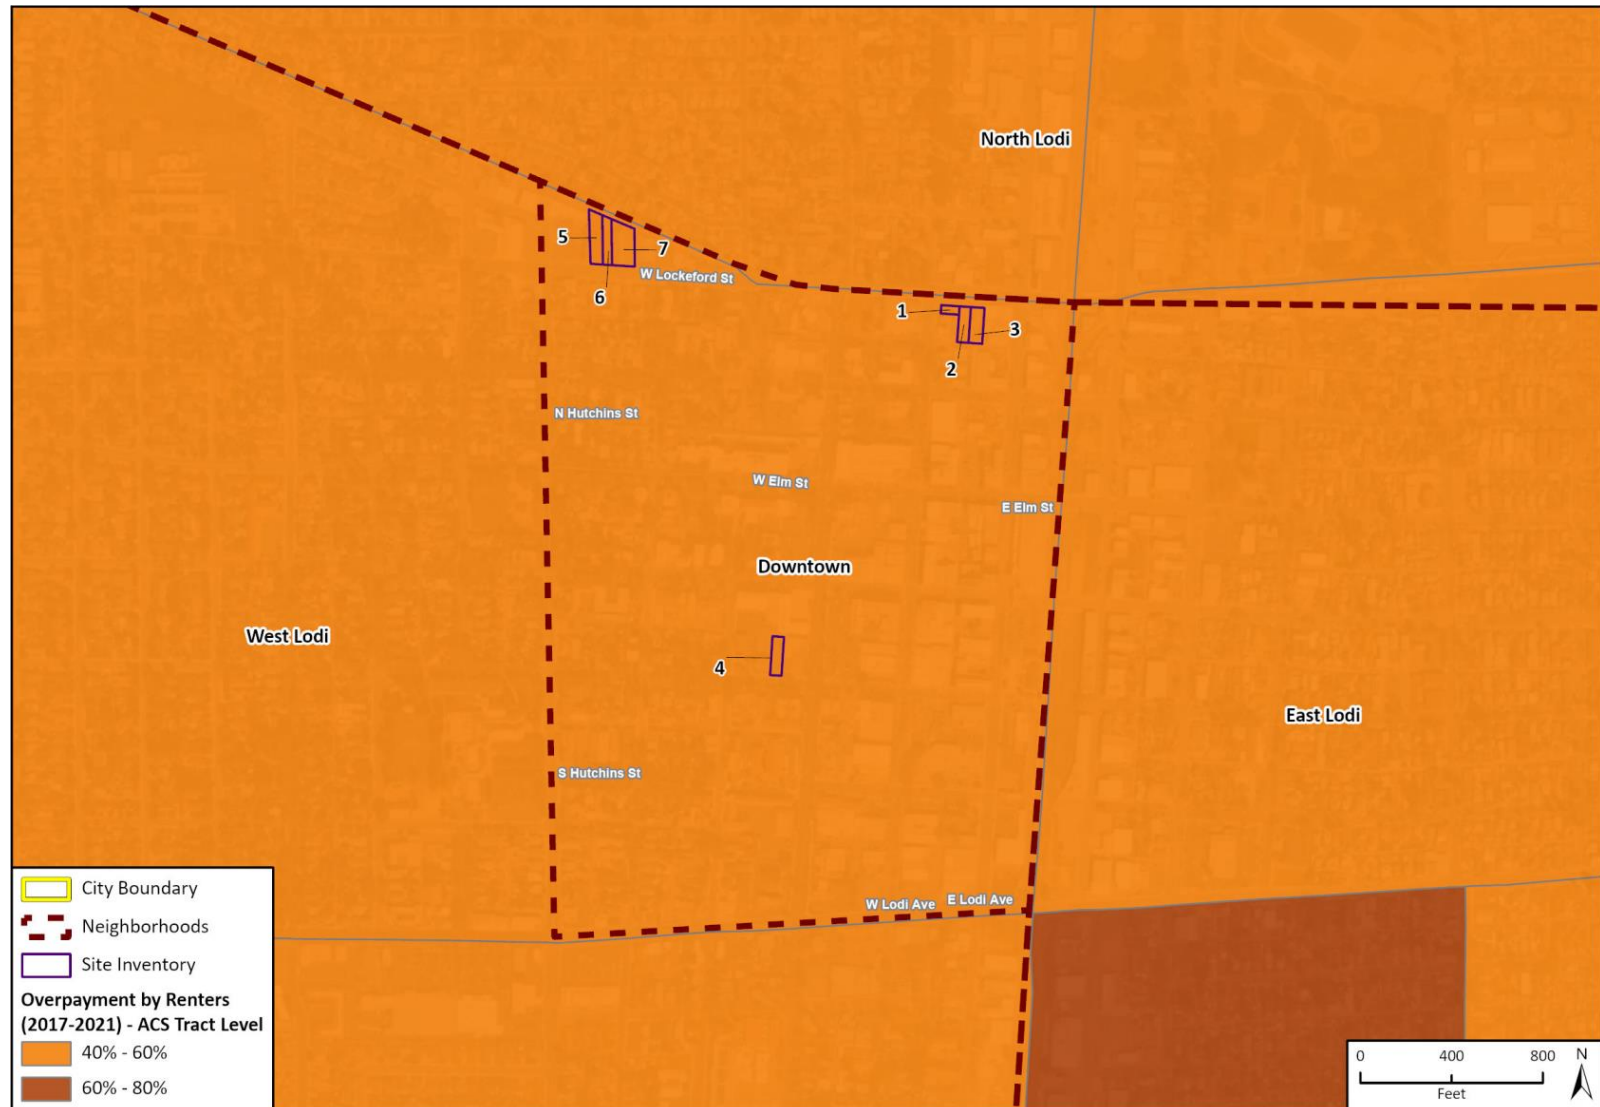 North Lodi
5
7
6
W Lockeford St
1
3
2
N Hutchins St
W Elm St
E Elm St
Downtown
West Lodi
4
East Lodi
S Hutchins St
W Lodi Ave
E Lodi Ave
City Boundary
Neighborhoods
Site Inventory
Overpayment by Renters
(2017-2021) - ACS Tract Level
40% - 60%
60% - 80%
0 400 800
Feet
N